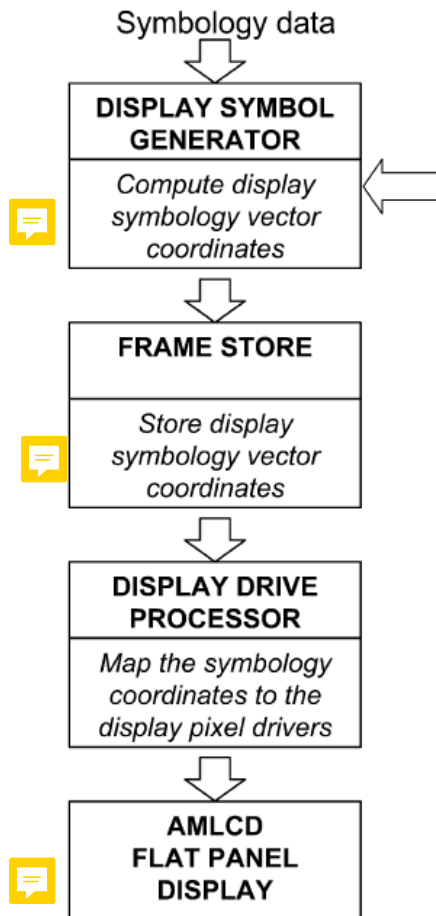 Symbology data
DISPLAY SYMBOL
GENERATOR
Compute display
symbology vector
coordinates
FRAME STORE
Store display
symbology vector
coordinates
DISPLAY DRIVE
PROCESSOR
Map the symbology
coordinates to the
display pixel drivers
AMLCD
FLAT PANEL
DISPLAY